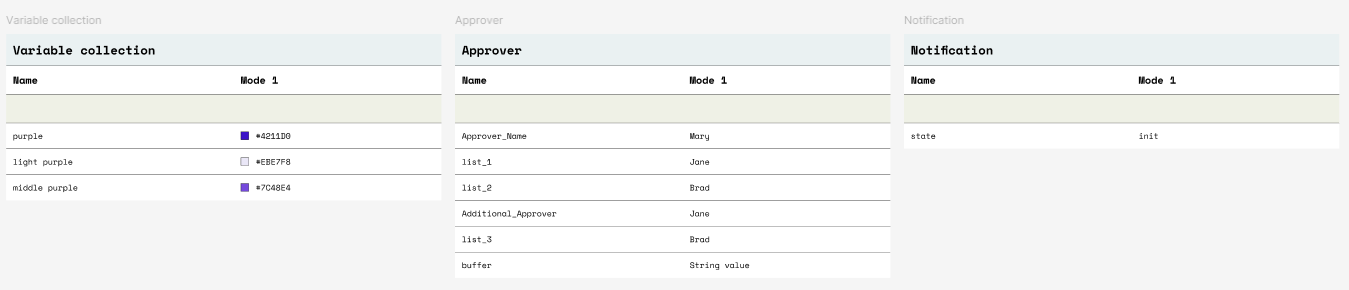 Variable collection
Variable collection
Name Mode 1
purple #4211D0
light purple #EBE7F8
middle purple #7C48E4
Approver
Approver
Name Mode 1
Approver_Name Mary
list_1 Jane
list_2 Brad
Additional_Approver Jane
list_3 Brad
buffer String value
Notification
Notification
Name Mode 1
state init